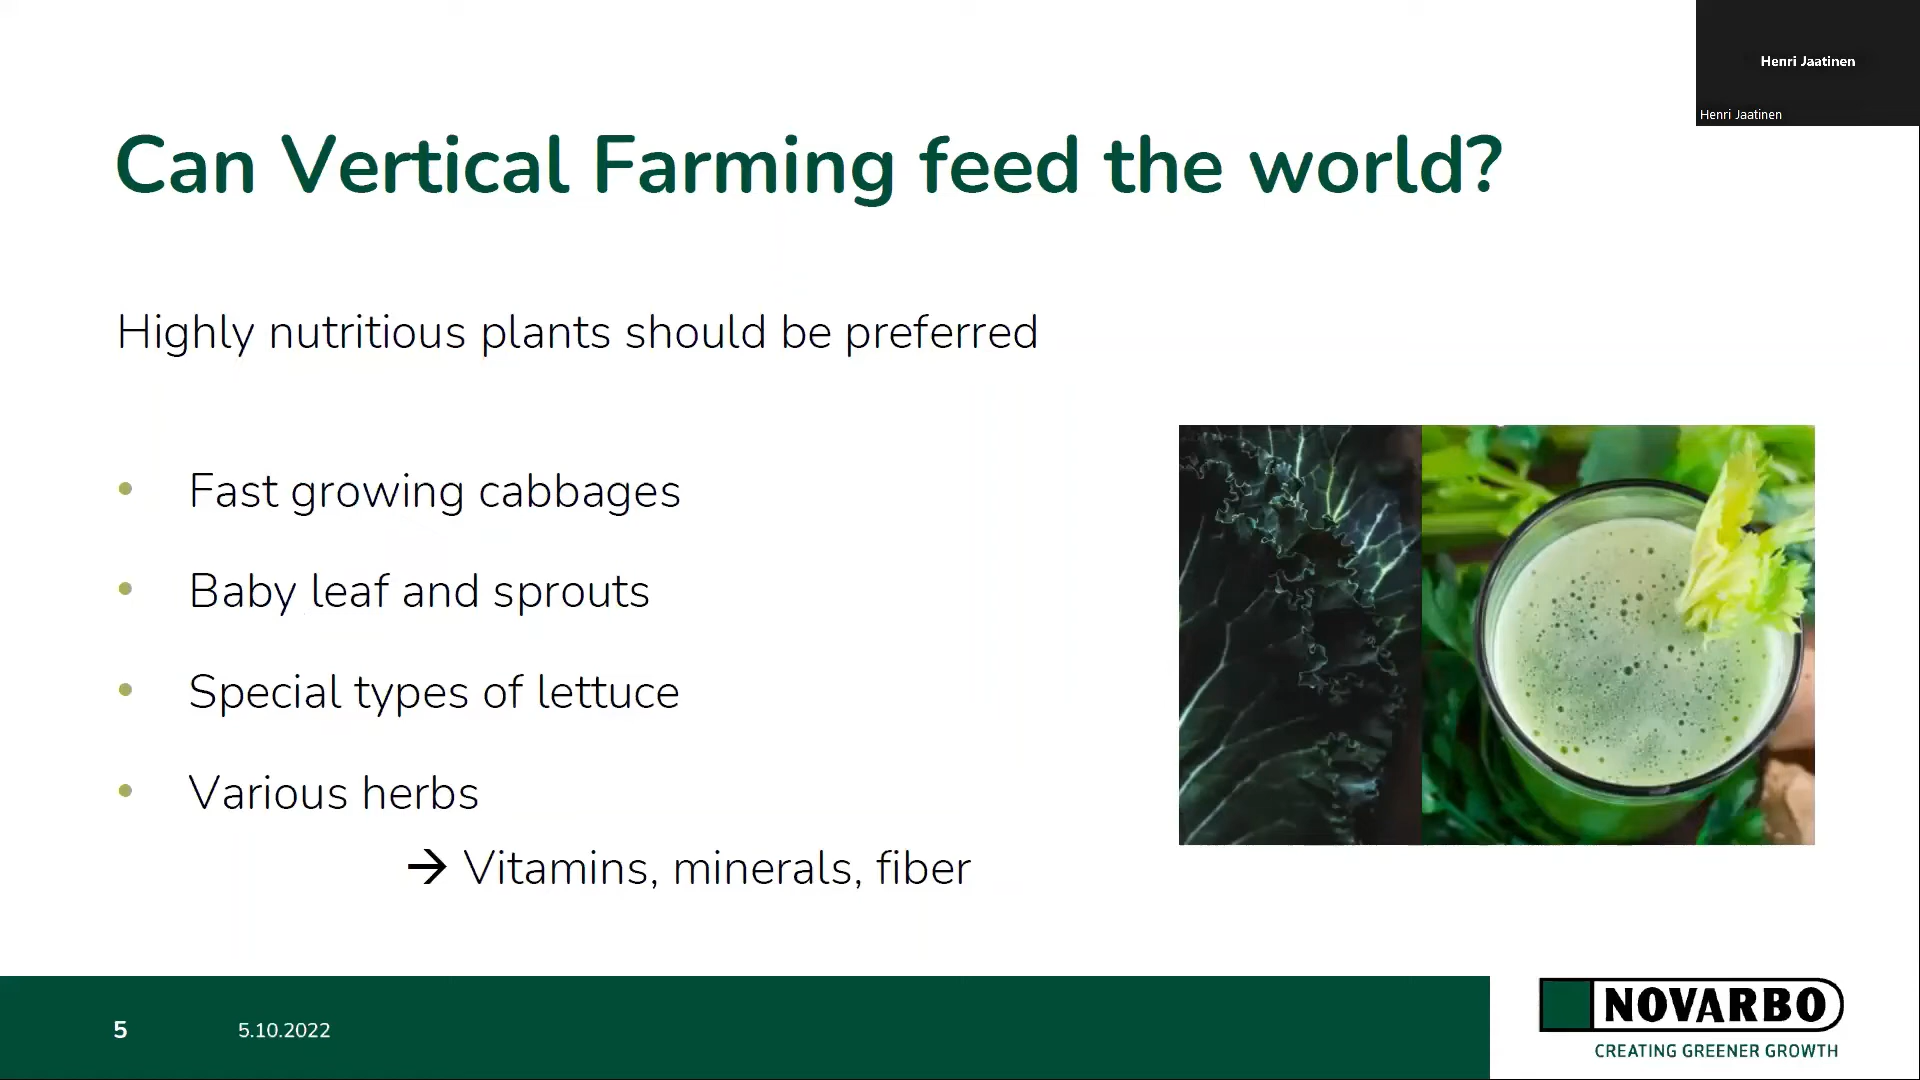 Henri Jaatinen
Henri Jaatinen
Can Vertical Farming feed the world?
Highly nutritious plants should be preferred
• Fast growing cabbages
• Baby leaf and sprouts
• Special types of lettuce
• Various herbs
→ Vitamins, minerals, fiber
5 5.10.2022
NOVARBO
CREATING GREENER GROWTH